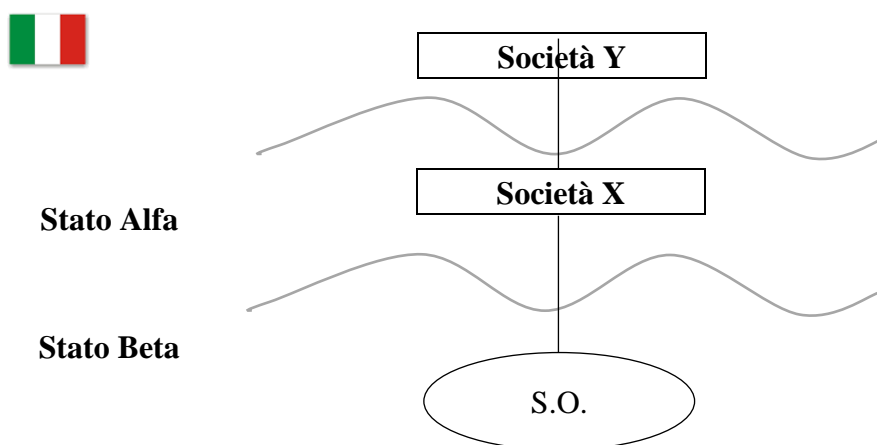 Società Y
Società X
Stato Alfa
Stato Beta
S.O.